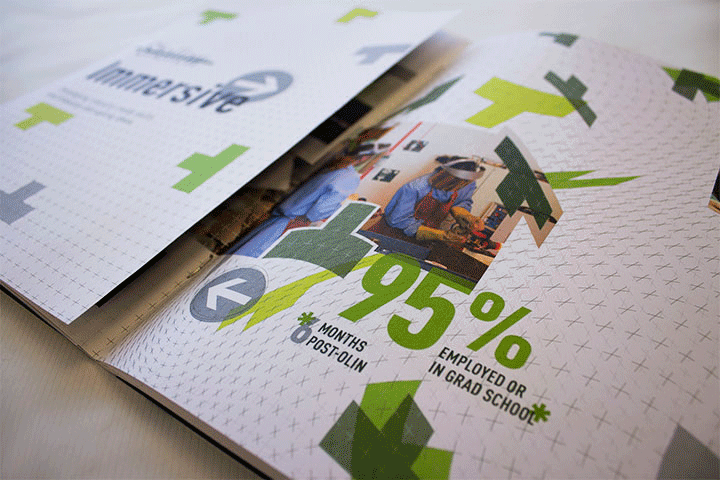 Immersive
95%
*6 MONTHS
POST-OLIN
EMPLOYED OR
IN GRAD SCHOOL*